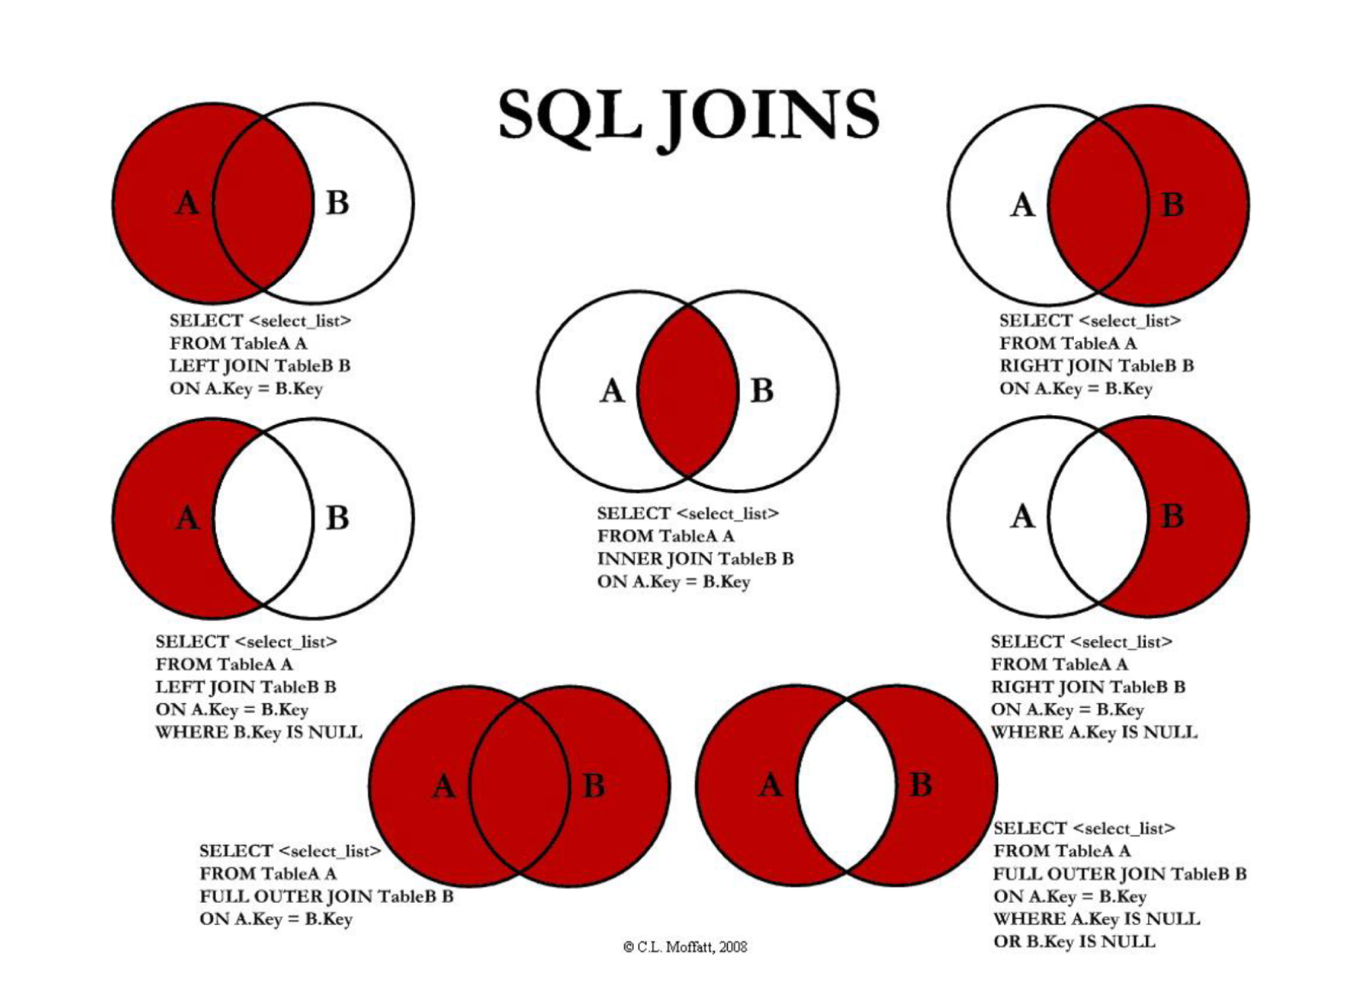 SQL JOINS
A B
SELECT <select_list>
FROM TableA A
LEFT JOIN TableB B
ON A.Key = B.Key
A B
SELECT <select_list>
FROM TableA A
RIGHT JOIN TableB B
ON A.Key = B.Key
A B
SELECT <select_list>
FROM TableA A
INNER JOIN TableB B
ON A.Key = B.Key
A B
SELECT <select_list>
FROM TableA A
LEFT JOIN TableB B
ON A.Key = B.Key
WHERE B.Key IS NULL
A B
SELECT <select_list>
FROM TableA A
RIGHT JOIN TableB B
ON A.Key = B.Key
WHERE A.Key IS NULL
A B
SELECT <select_list>
FROM TableA A
FULL OUTER JOIN TableB B
ON A.Key = B.Key
A B
SELECT <select_list>
FROM TableA A
FULL OUTER JOIN TableB B
ON A.Key = B.Key
WHERE A.Key IS NULL
OR B.Key IS NULL
© C.L. Moffatt, 2008